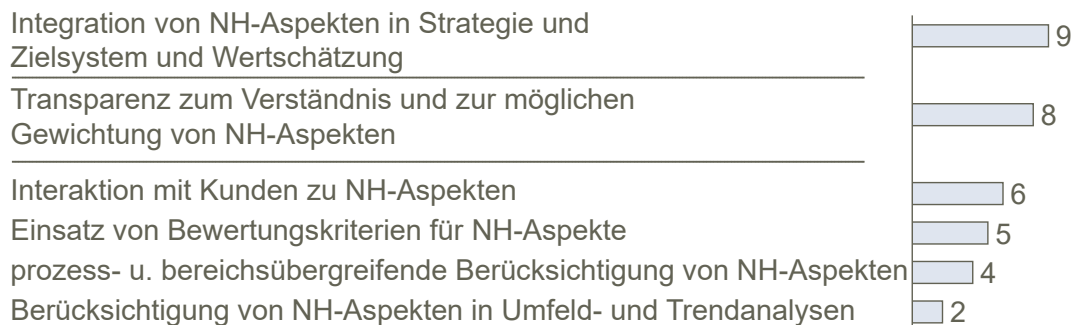 Integration von NH-Aspekten in Strategie und
Zielsystem und Wertschätzung
9
Transparenz zum Verständnis und zur möglichen
Gewichtung von NH-Aspekten
8
Interaktion mit Kunden zu NH-Aspekten
6
Einsatz von Bewertungskriterien für NH-Aspekte
5
prozess- u. bereichsübergreifende Berücksichtigung von NH-Aspekten
4
Berücksichtigung von NH-Aspekten in Umfeld- und Trendanalysen
2